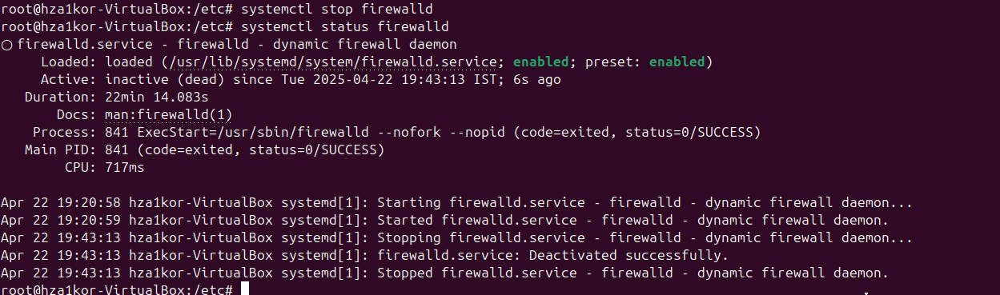 root@hza1kor-VirtualBox:/etc# systemctl stop firewalld
root@hza1kor-VirtualBox:/etc# systemctl status firewalld
○ firewalld.service - firewalld - dynamic firewall daemon
     Loaded: loaded (/usr/lib/systemd/system/firewalld.service; enabled; preset: enabled)
     Active: inactive (dead) since Tue 2025-04-22 19:43:13 IST; 6s ago
   Duration: 22min 14.083s
       Docs: man:firewalld(1)
    Process: 841 ExecStart=/usr/sbin/firewalld --nofork --nopid (code=exited, status=0/SUCCESS)
   Main PID: 841 (code=exited, status=0/SUCCESS)
        CPU: 717ms

Apr 22 19:20:58 hza1kor-VirtualBox systemd[1]: Starting firewalld.service - firewalld - dynamic firewall daemon...
Apr 22 19:20:59 hza1kor-VirtualBox systemd[1]: Started firewalld.service - firewalld - dynamic firewall daemon.
Apr 22 19:43:13 hza1kor-VirtualBox systemd[1]: Stopping firewalld.service - firewalld - dynamic firewall daemon...
Apr 22 19:43:13 hza1kor-VirtualBox systemd[1]: firewalld.service: Deactivated successfully.
Apr 22 19:43:13 hza1kor-VirtualBox systemd[1]: Stopped firewalld.service - firewalld - dynamic firewall daemon.
root@hza1kor-VirtualBox:/etc#